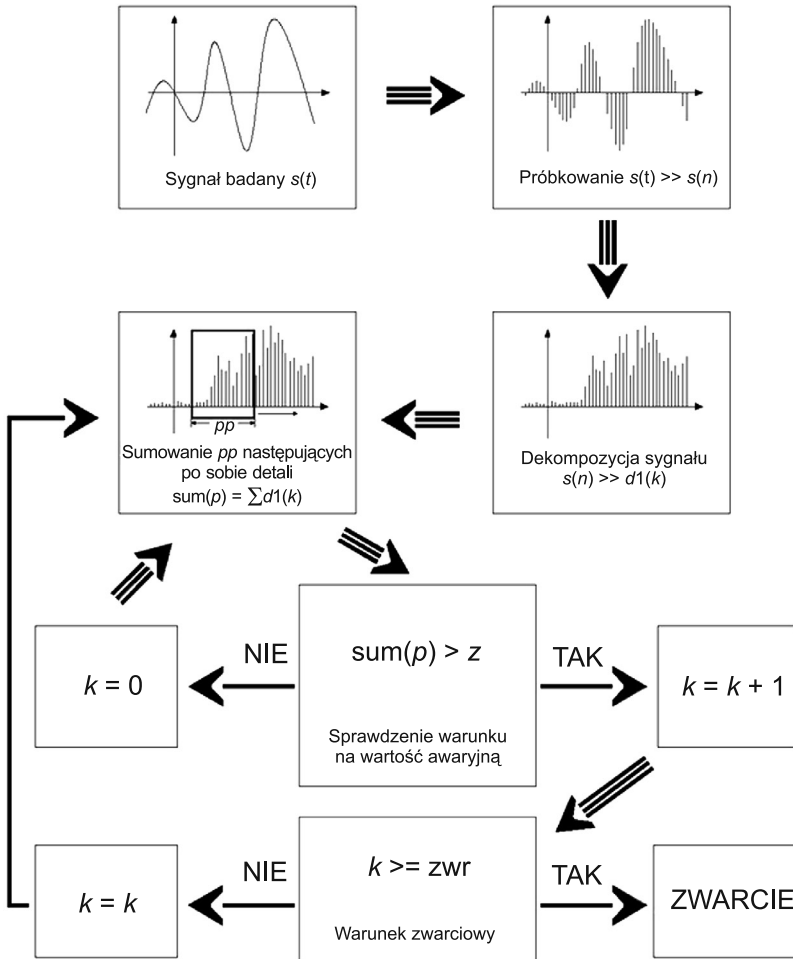 Sygnał badany s(t)
Próbkowanie s(t) >> s(n)
pp
Sumowanie pp następujących
po sobie detali
sum(p) = ∑d1(k)
Dekompozycja sygnału
s(n) >> d1(k)
k = 0
NIE
sum(p) > z
Sprawdzenie warunku
na wartość awaryjną
TAK
k = k + 1
k = k
NIE
k >= zwr
Warunek zwarciowy
TAK
ZWARCIE